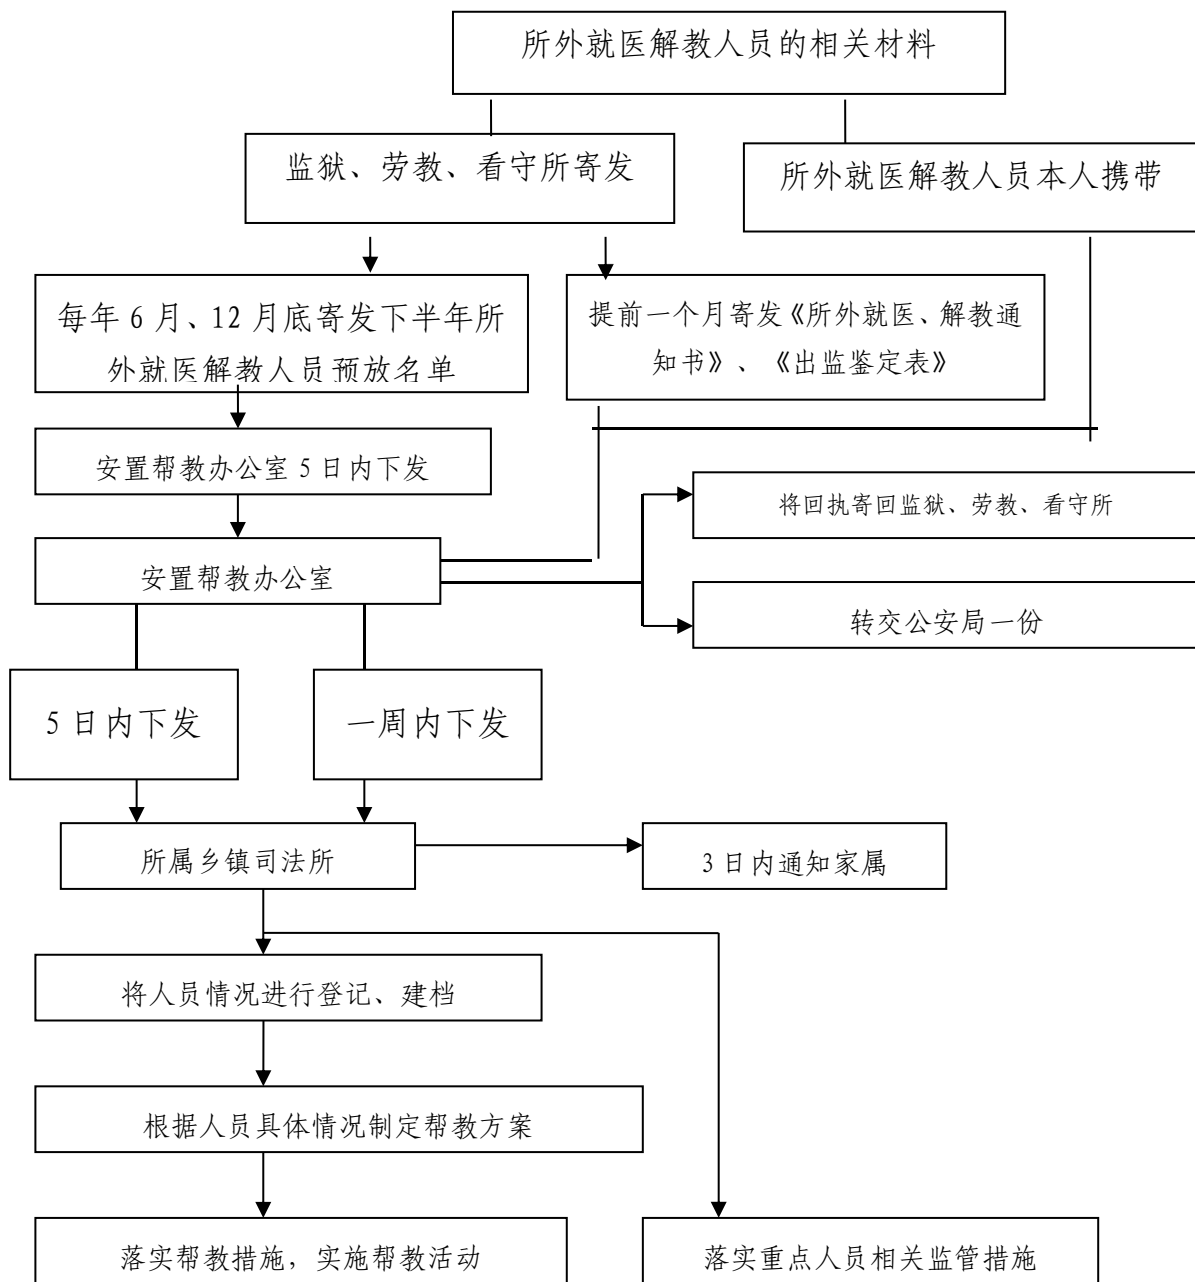 所外就医解教人员的相关材料
监狱、劳教、看守所寄发
所外就医解教人员本人携带
每年 6 月、12 月底寄发下半年所
外就医解教人员预放名单
提前一个月寄发《所外就医、解教通
知书》、《出监鉴定表》
安置帮教办公室 5 日内下发
将回执寄回监狱、劳教、看守所
安置帮教办公室
转交公安局一份
5 日内下发
一周内下发
所属乡镇司法所
3 日内通知家属
将人员情况进行登记、建档
根据人员具体情况制定帮教方案
落实帮教措施，实施帮教活动
落实重点人员相关监管措施